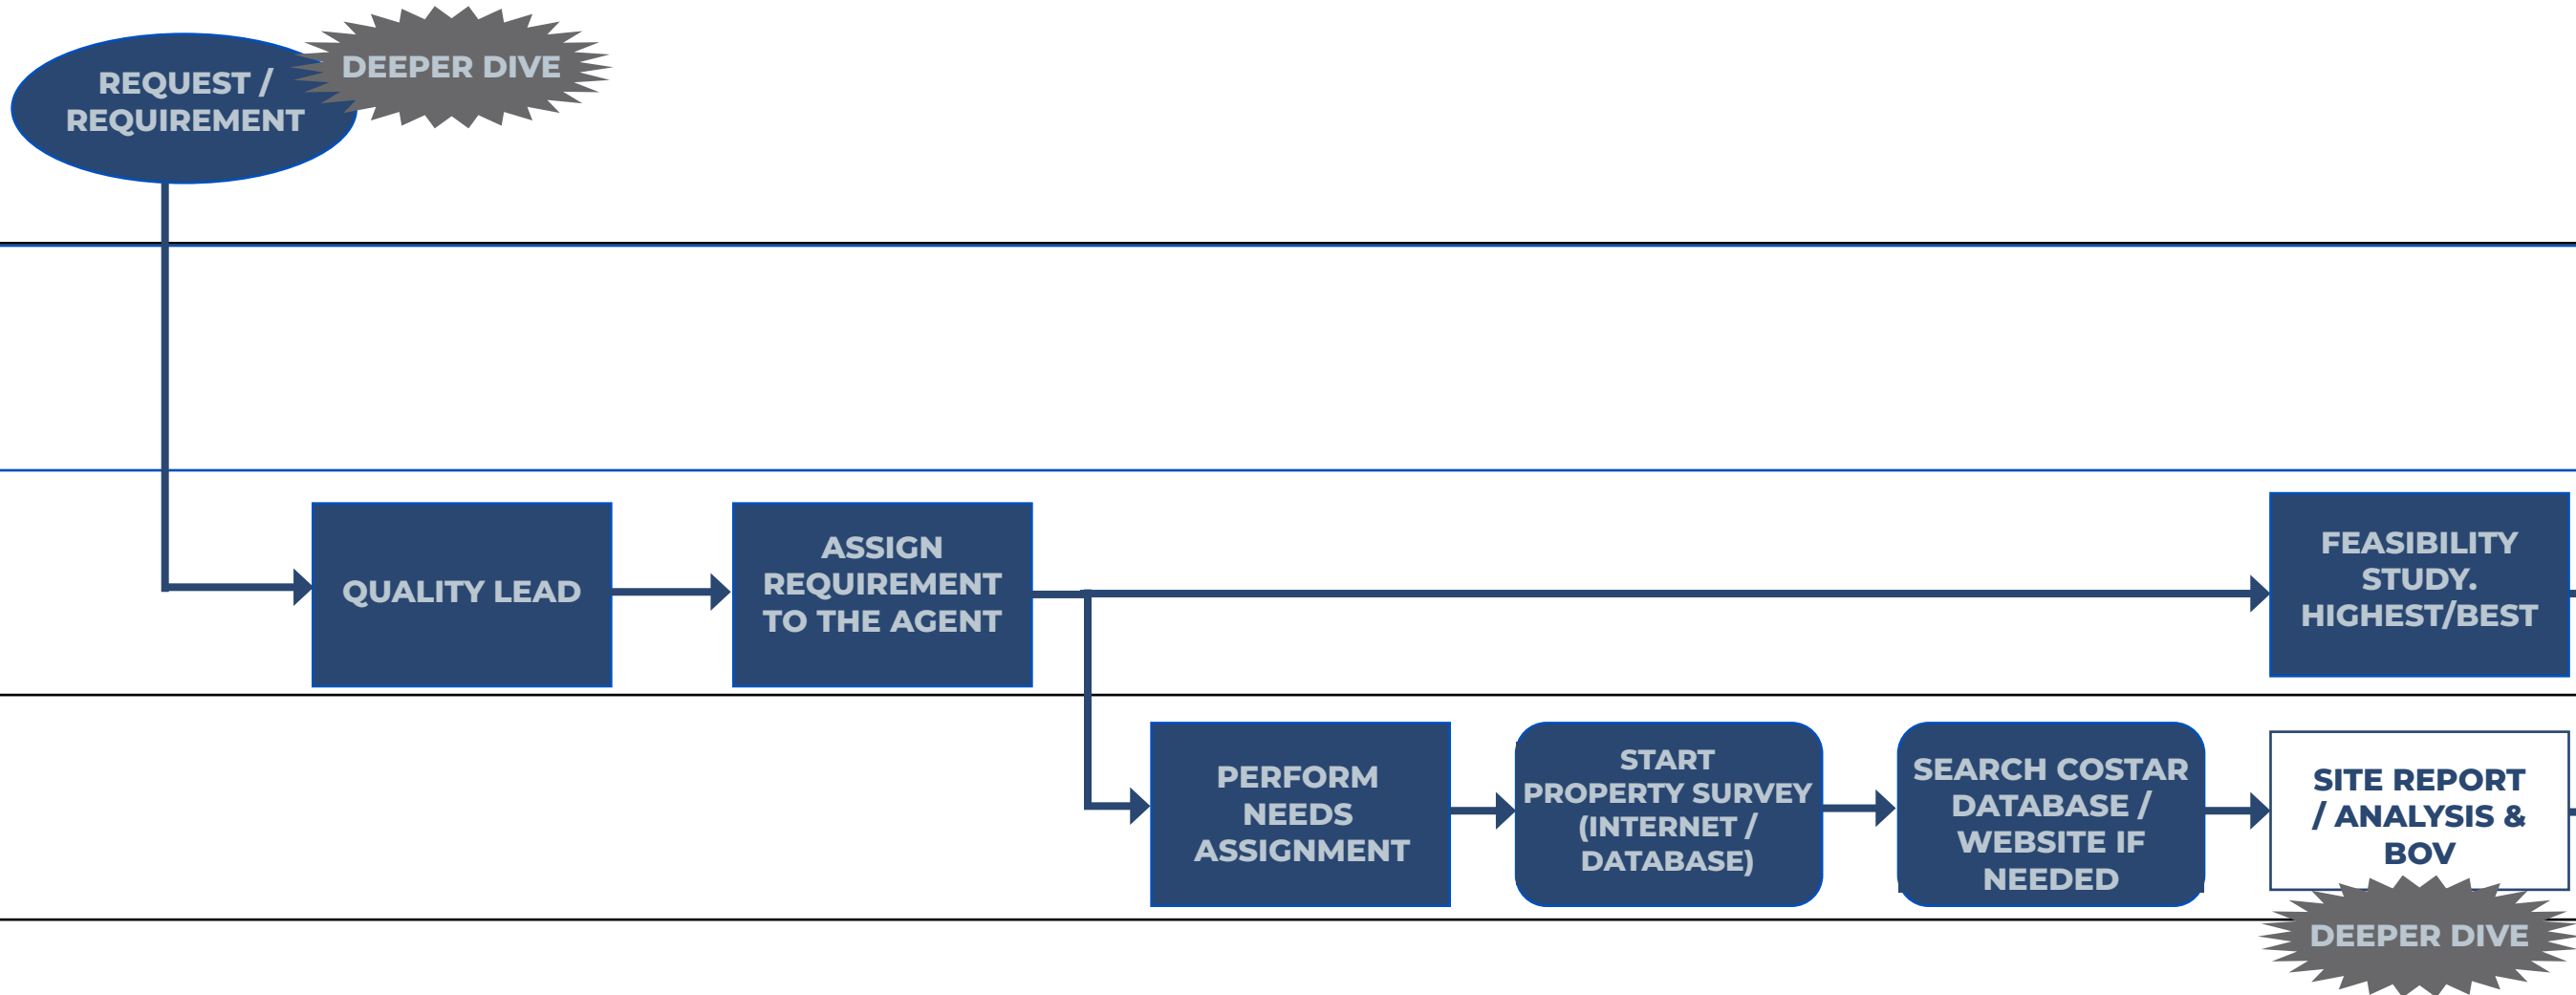 REQUEST /
REQUIREMENT
DEEPER DIVE
QUALITY LEAD
ASSIGN
REQUIREMENT
TO THE AGENT
FEASIBILITY
STUDY.
HIGHEST/BEST
PERFORM
NEEDS
ASSIGNMENT
START
PROPERTY SURVEY
(INTERNET /
DATABASE)
SEARCH COSTAR
DATABASE /
WEBSITE IF
NEEDED
SITE REPORT
/ ANALYSIS &
BOV
DEEPER DIVE